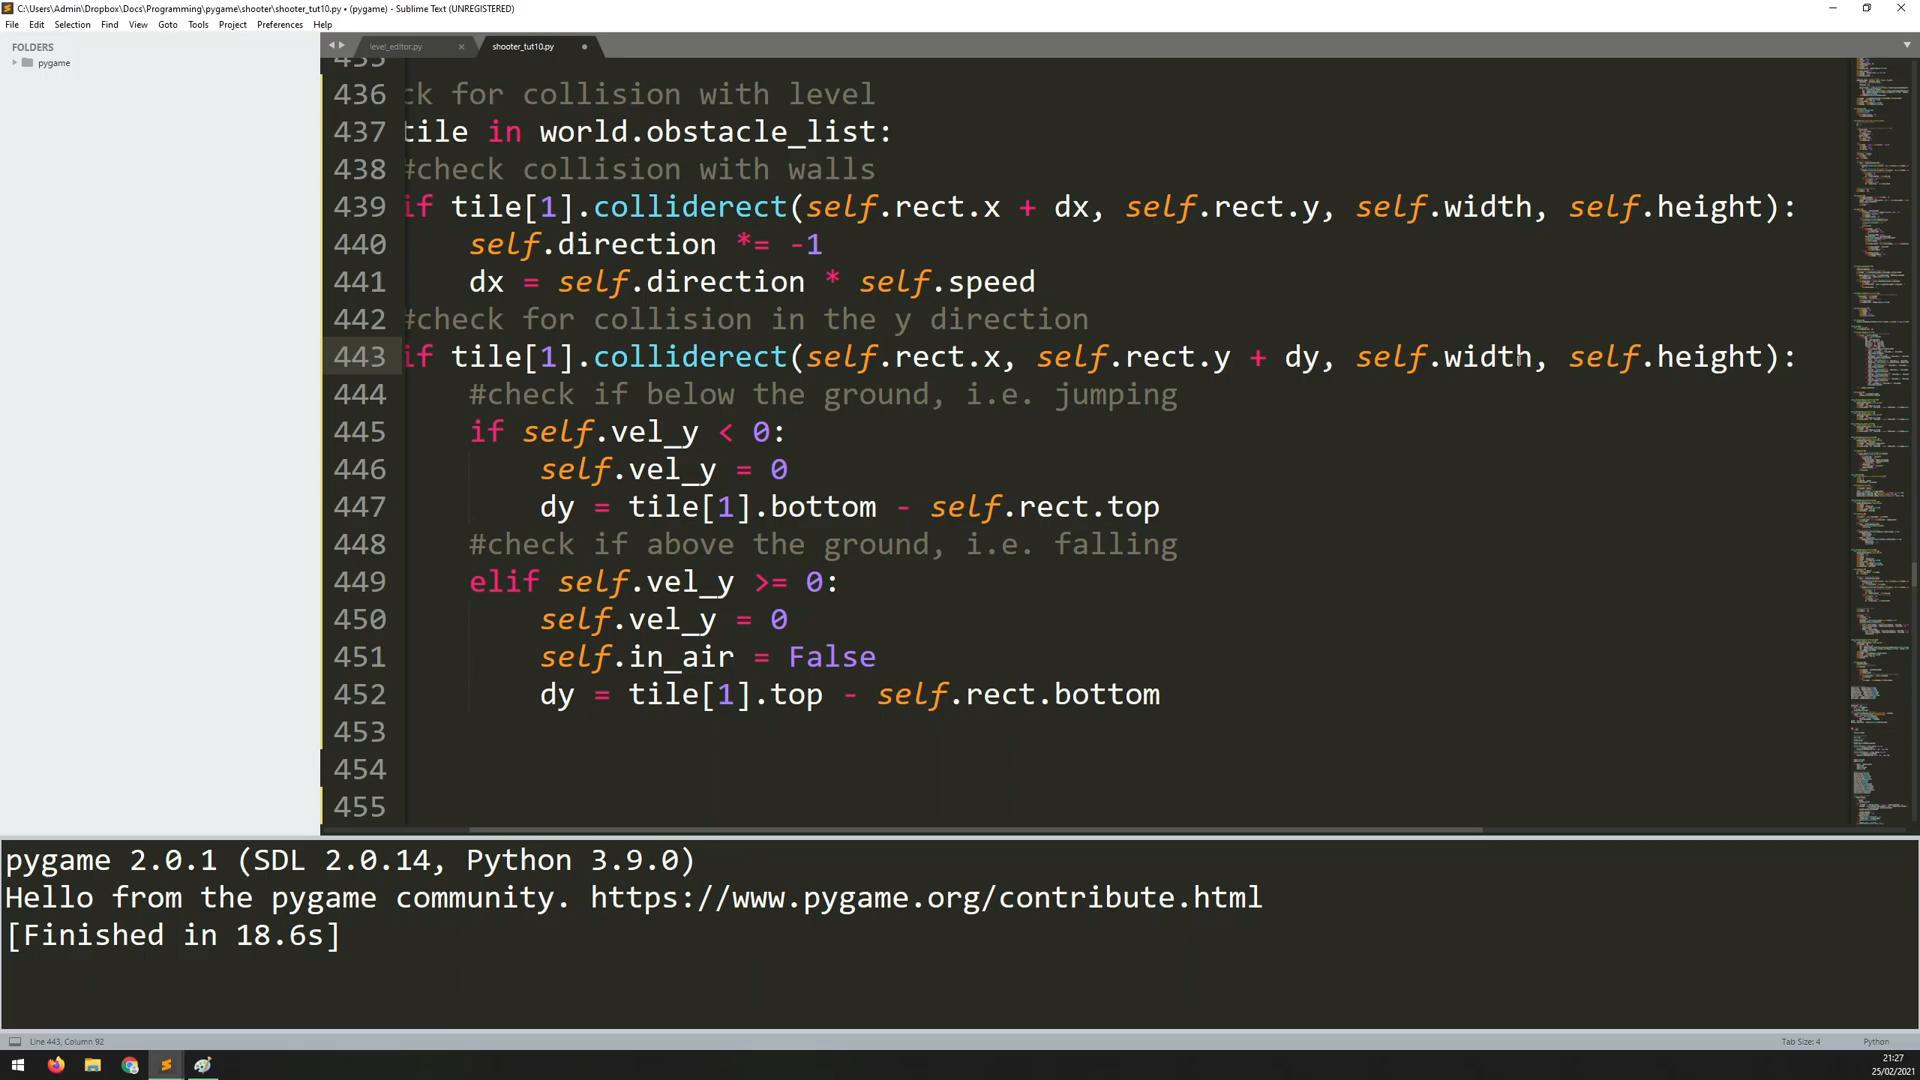 C:\Users\Admin\Dropbox\Docs\Programming\pygame\shooter\shooter_tut10.py • (pygame) - Sublime Text (UNREGISTERED)
File Edit Selection Find View Goto Tools Project Preferences Help
FOLDERS
pygame
level_editor.py
shooter_tut10.py
435
436 ck for collision with level
437 tile in world.obstacle_list:
438 #check collision with walls
439 if tile[1].colliderect(self.rect.x + dx, self.rect.y, self.width, self.height):
440 self.direction *= -1
441 dx = self.direction * self.speed
442 #check for collision in the y direction
443 if tile[1].colliderect(self.rect.x, self.rect.y + dy, self.width, self.height):
444 #check if below the ground, i.e. jumping
445 if self.vel_y < 0:
446 self.vel_y = 0
447 dy = tile[1].bottom - self.rect.top
448 #check if above the ground, i.e. falling
449 elif self.vel_y >= 0:
450 self.vel_y = 0
451 self.in_air = False
452 dy = tile[1].top - self.rect.bottom
453
454
455
pygame 2.0.1 (SDL 2.0.14, Python 3.9.0)
Hello from the pygame community. https://www.pygame.org/contribute.html
[Finished in 18.6s]
Line 443, Column 92
Tab Size: 4
Python
21:27
25/02/2021